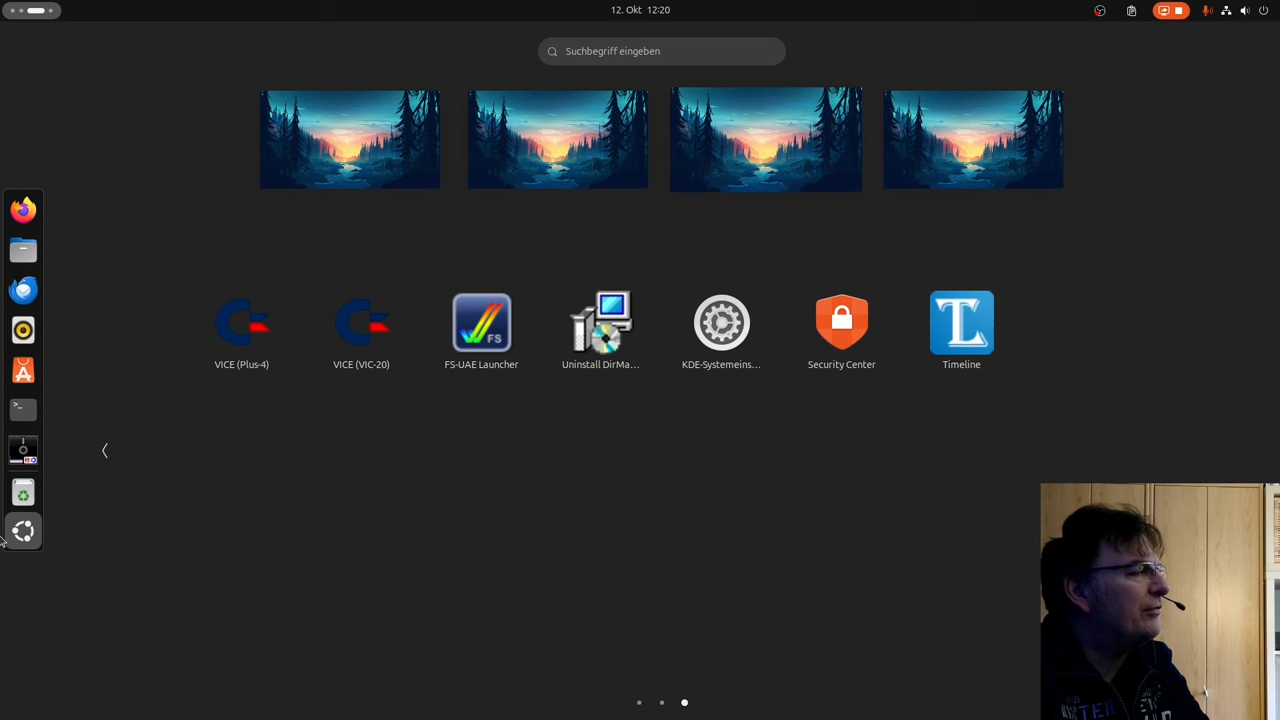 12. Okt 12:20
Suchbegriff eingeben
VICE (Plus-4)
VICE (VIC-20)
FS-UAE Launcher
Uninstall DirMa...
KDE-Systemeins...
Security Center
Timeline
FS
T
>_